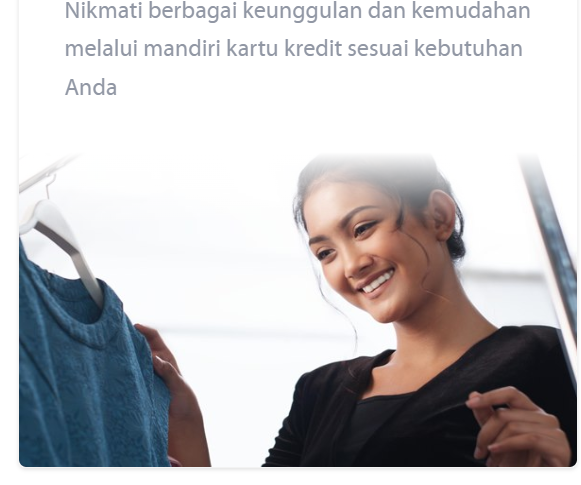 Nikmati berbagai keunggulan dan kemudahan
melalui mandiri kartu kredit sesuai kebutuhan
Anda